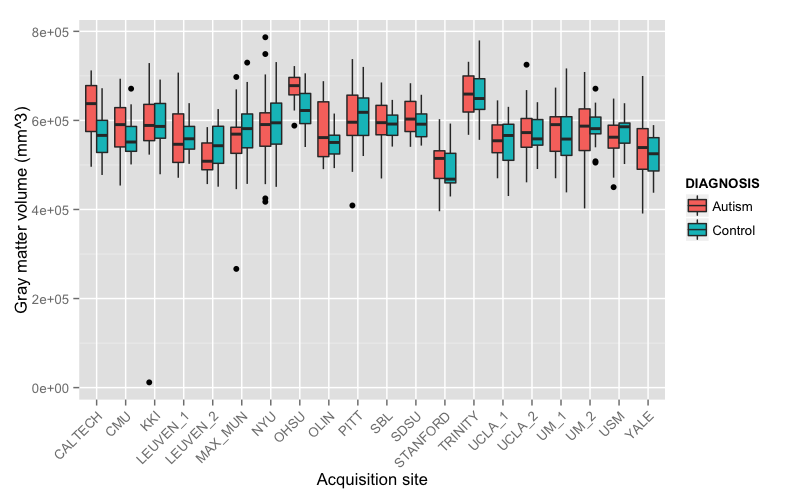 8e+05
6e+05
4e+05
2e+05
0e+00
Gray matter volume (mm^3)
CALTECH
CMU
KKI
LEUVEN_1
LEUVEN_2
MAX_MUN
NYU
OHSU
OLIN
PITT
SBL
SDSU
STANFORD
TRINITY
UCLA_1
UCLA_2
UM_1
UM_2
USM
YALE
Acquisition site
DIAGNOSIS
Autism
Control